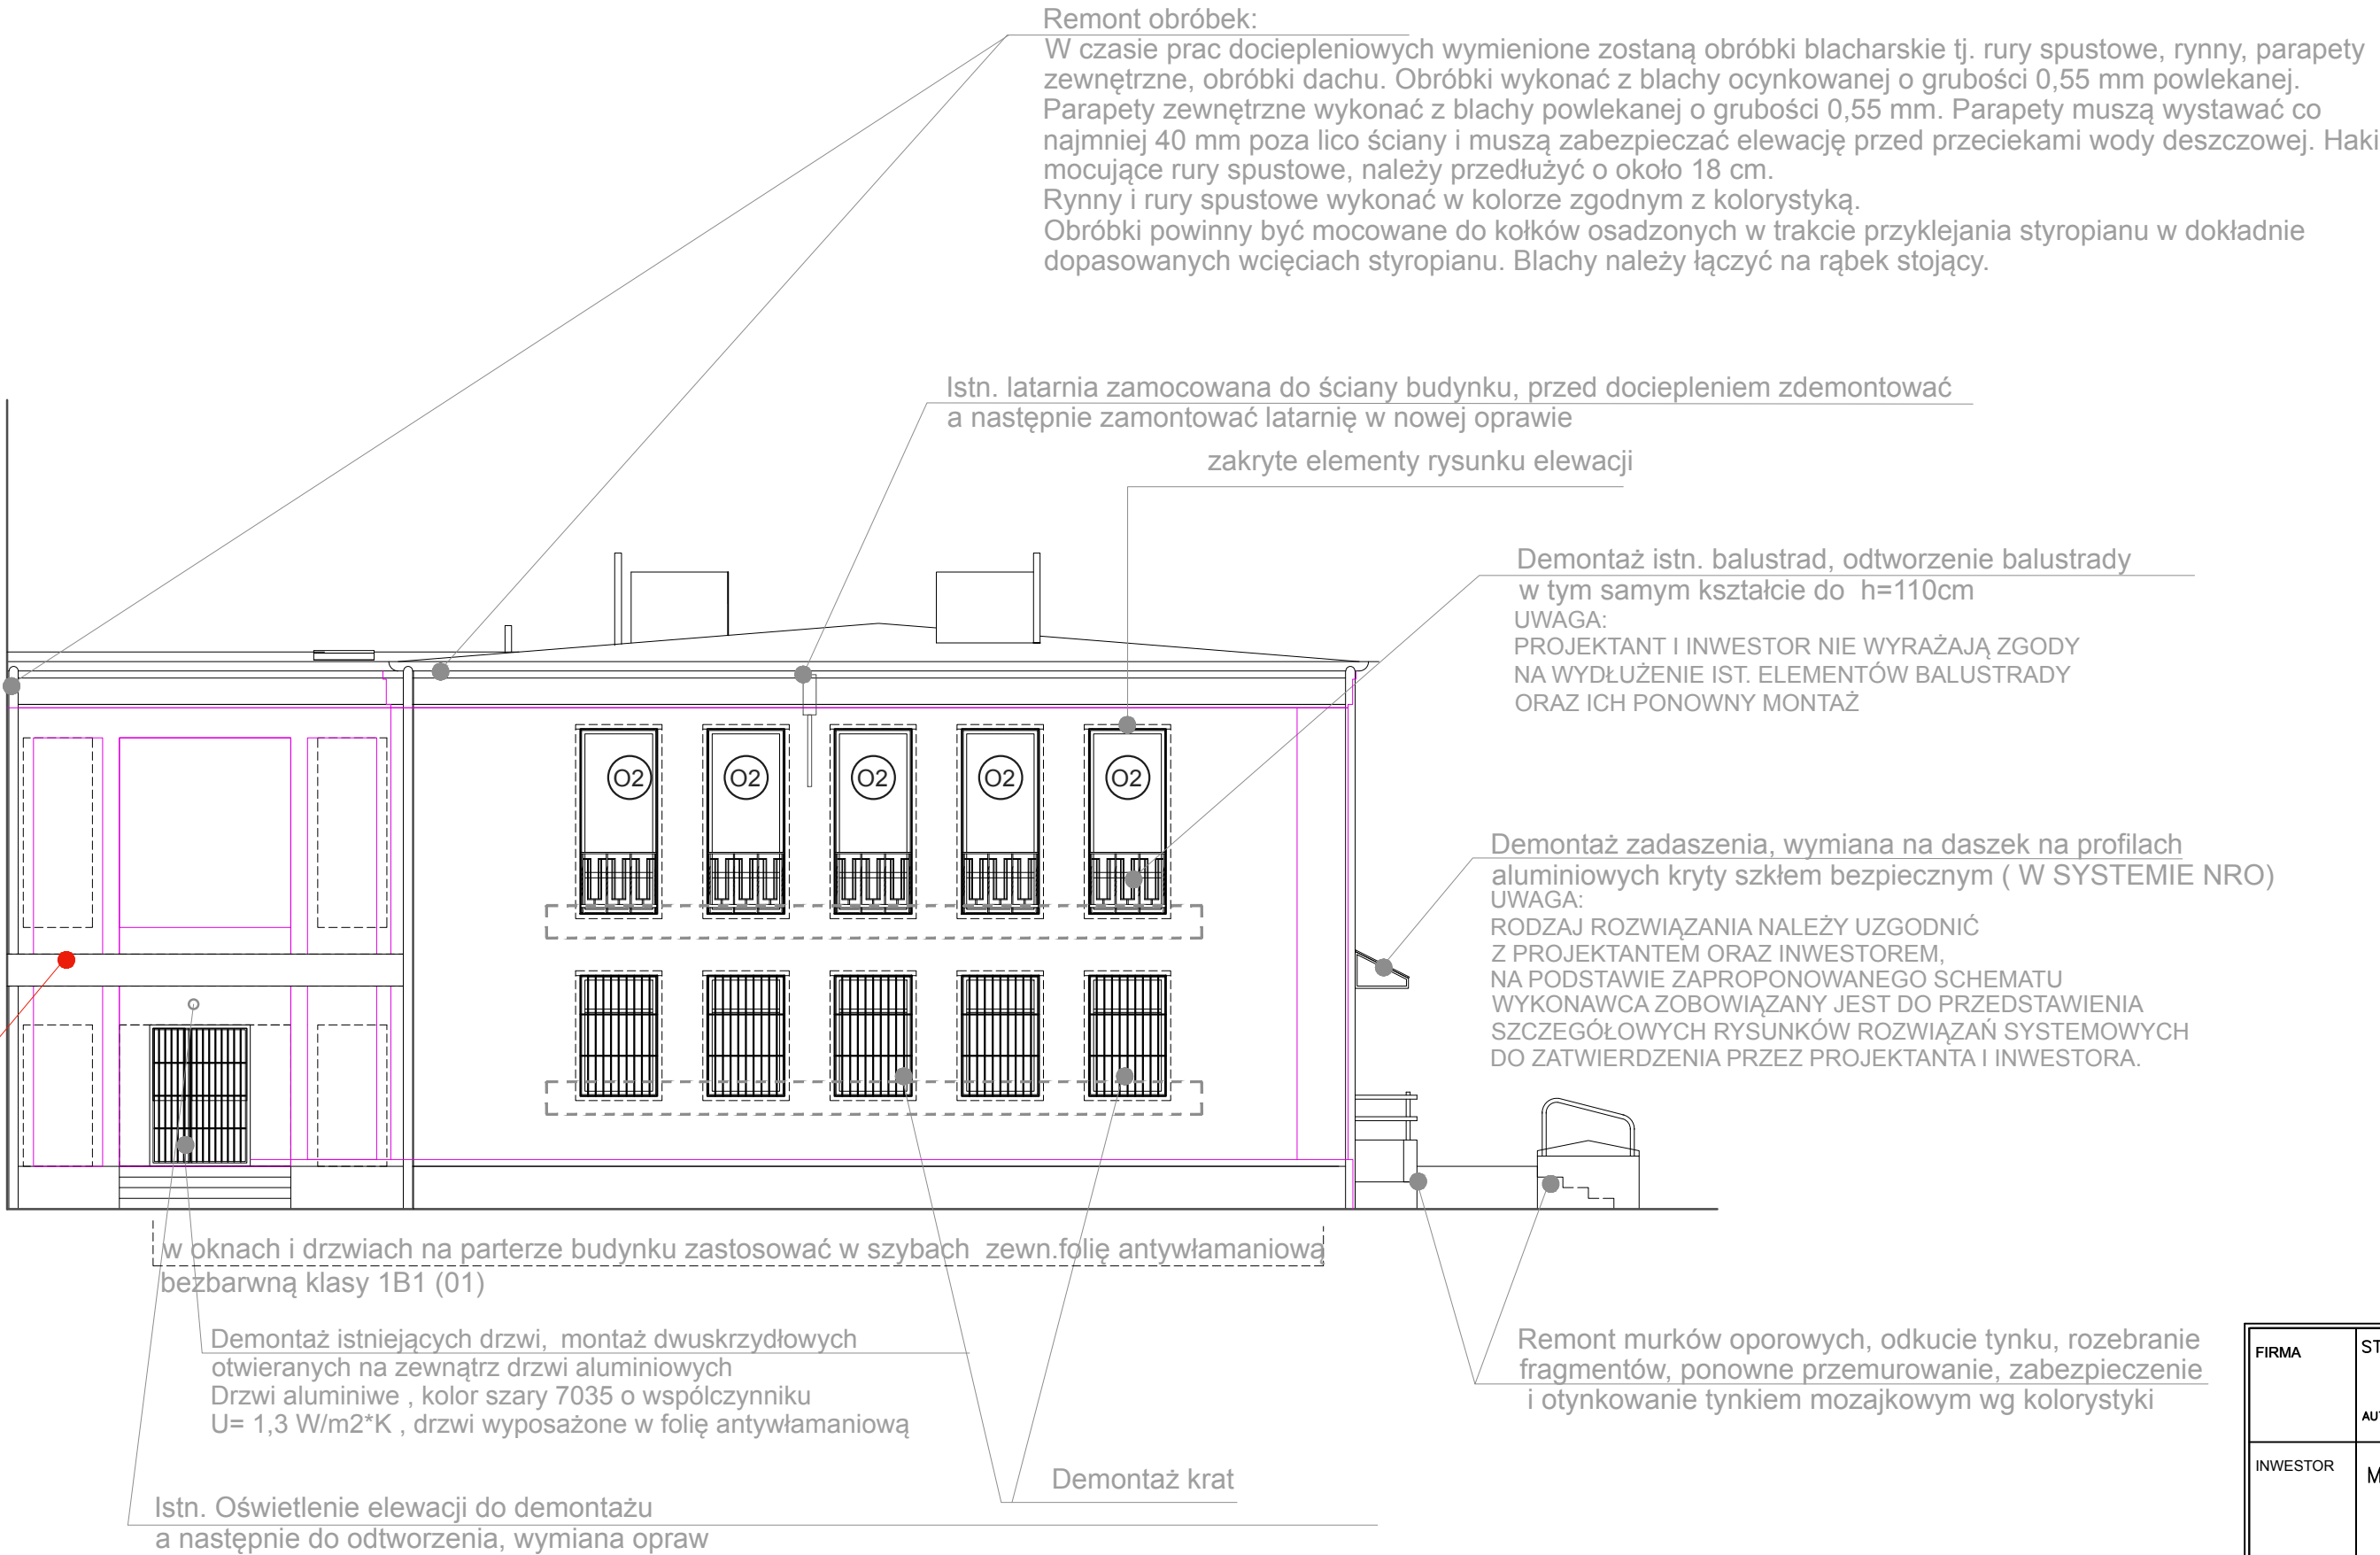 Remont obróbek:
W czasie prac dociepleniowych wymienione zostaną obróbki blacharskie tj. rury spustowe, rynny, parapety
zewnętrzne, obróbki dachu. Obróbki wykonać z blachy ocynkowanej o grubości 0,55 mm powlekanej.
Parapety zewnętrzne wykonać z blachy powlekanej o grubości 0,55 mm. Parapety muszą wystawać co
najmniej 40 mm poza lico ściany i muszą zabezpieczać elewację przed przeciekami wody deszczowej. Haki
mocujące rury spustowe, należy przedłużyć o około 18 cm.
Rynny i rury spustowe wykonać w kolorze zgodnym z kolorystyką.
Obróbki powinny być mocowane do kołków osadzonych w trakcie przyklejania styropianu w dokładnie
dopasowanych wcięciach styropianu. Blachy należy łączyć na rąbek stojący.
Istn. latarnia zamocowana do ściany budynku, przed dociepleniem zdemontować
a następnie zamontować latarnię w nowej oprawie
zakryte elementy rysunku elewacji
Demontaż istn. balustrad, odtworzenie balustrady
w tym samym kształcie do h=110cm
UWAGA:
PROJEKTANT I INWESTOR NIE WYRAŻAJĄ ZGODY
NA WYDŁUŻENIE IST. ELEMENTÓW BALUSTRADY
ORAZ ICH PONOWNY MONTAŻ
O2 O2 O2 O2 O2
Demontaż zadaszenia, wymiana na daszek na profilach
aluminiowych kryty szkłem bezpiecznym ( W SYSTEMIE NRO)
UWAGA:
RODZAJ ROZWIĄZANIA NALEŻY UZGODNIĆ
Z PROJEKTANTEM ORAZ INWESTOREM,
NA PODSTAWIE ZAPROPONOWANEGO SCHEMATU
WYKONAWCA ZOBOWIĄZANY JEST DO PRZEDSTAWIENIA
SZCZEGÓŁOWYCH RYSUNKÓW ROZWIĄZAŃ SYSTEMOWYCH
DO ZATWIERDZENIA PRZEZ PROJEKTANTA I INWESTORA.
w oknach i drzwiach na parterze budynku zastosować w szybach zewn.folię antywłamaniową
bezbarwną klasy 1B1 (01)
Demontaż istniejących drzwi, montaż dwuskrzydłowych
otwieranych na zewnątrz drzwi aluminiowych
Drzwi aluminiwe , kolor szary 7035 o wspólczynniku
U= 1,3 W/m2*K , drzwi wyposażone w folię antywłamaniową
Remont murków oporowych, odkucie tynku, rozebranie
fragmentów, ponowne przemurowanie, zabezpieczenie
i otynkowanie tynkiem mozajkowym wg kolorystyki
Demontaż krat
Istn. Oświetlenie elewacji do demontażu
a następnie do odtworzenia, wymiana opraw
FIRMA
INWESTOR